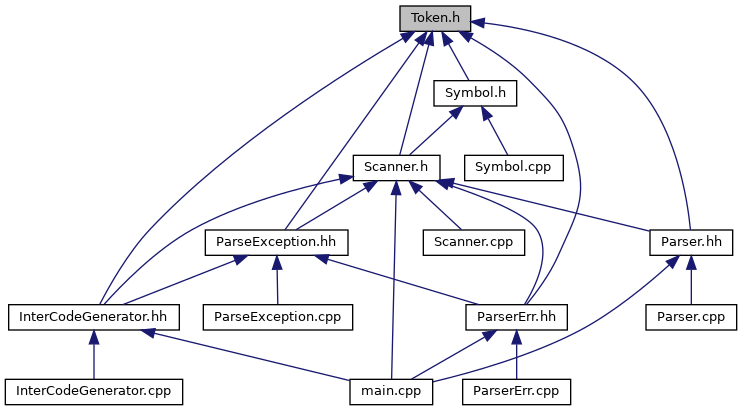 Token.h
Symbol.h
Scanner.h
Symbol.cpp
ParseException.hh
Scanner.cpp
Parser.hh
InterCodeGenerator.hh
ParseException.cpp
ParserErr.hh
Parser.cpp
InterCodeGenerator.cpp
main.cpp
ParserErr.cpp